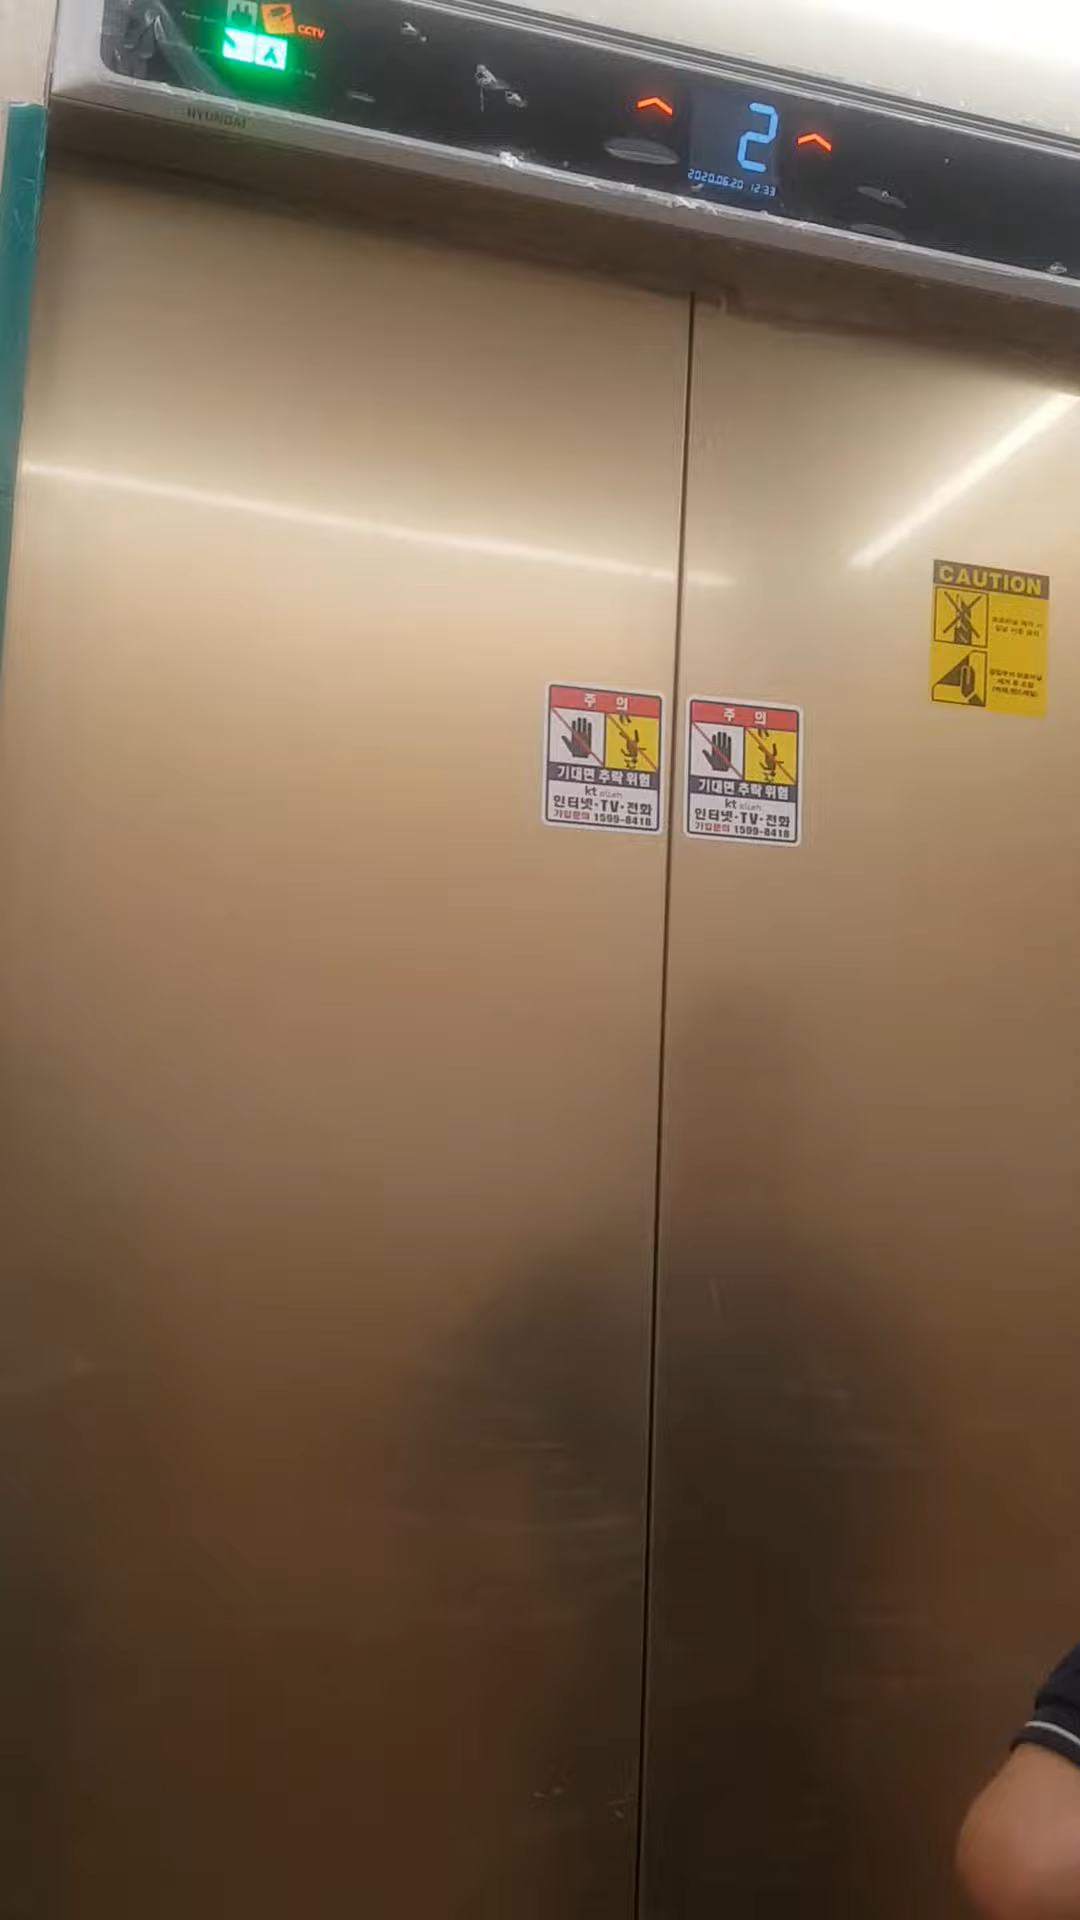 CCTV
HYUNDAI
2
2020.06.20 12:33
CAUTION
주 의
기대면 추락 위험
kt olleh
인터넷·TV·전화
가입문의 1599-8418
주 의
기대면 추락 위험
kt olleh
인터넷·TV·전화
가입문의 1599-8418